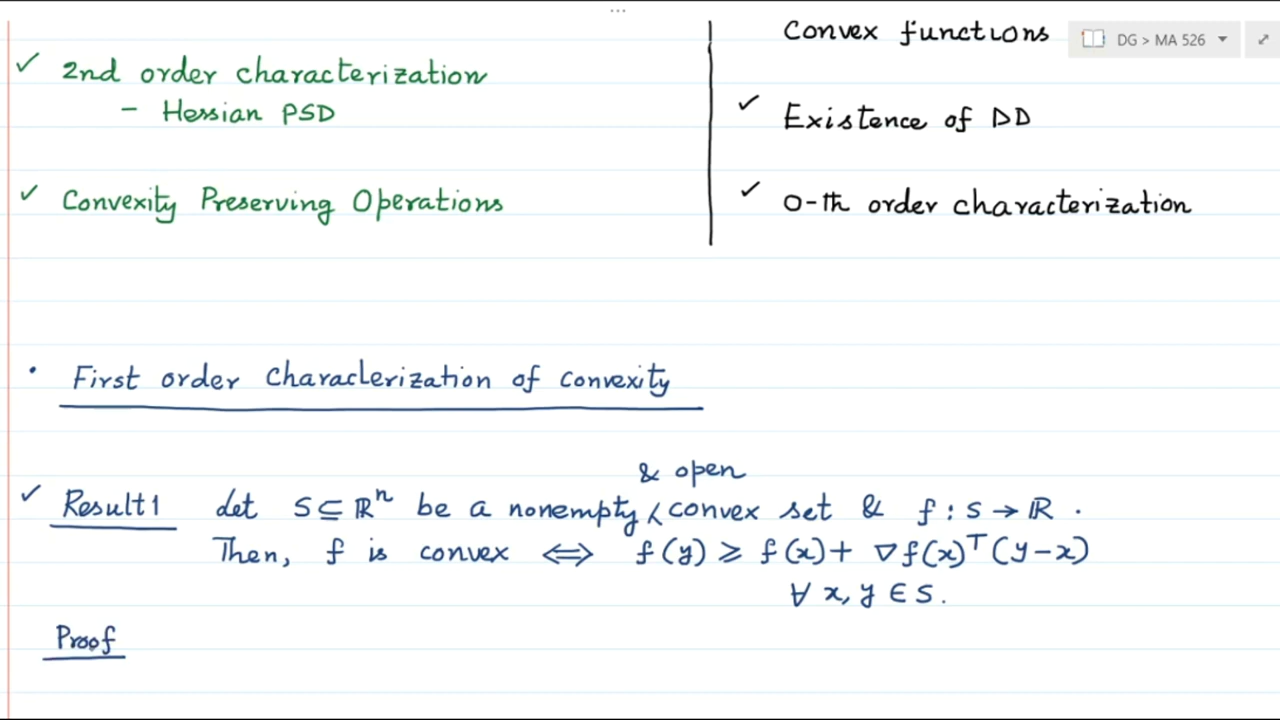 2nd order characterization
- Hessian PSD
✓ Convexity Preserving Operations
Convex functions
✓ Existence of DD
✓ 0-th order characterization
DG > MA 526
• First order characterization of convexity
& open
✓ Result 1 Let S ⊆ ℝⁿ be a nonempty ⁁ convex set & f : S → ℝ .
Then, f is convex ⟺ f(y) ≥ f(x) + ∇f(x)ᵀ(y-x)
∀ x, y ∈ S.
Proof